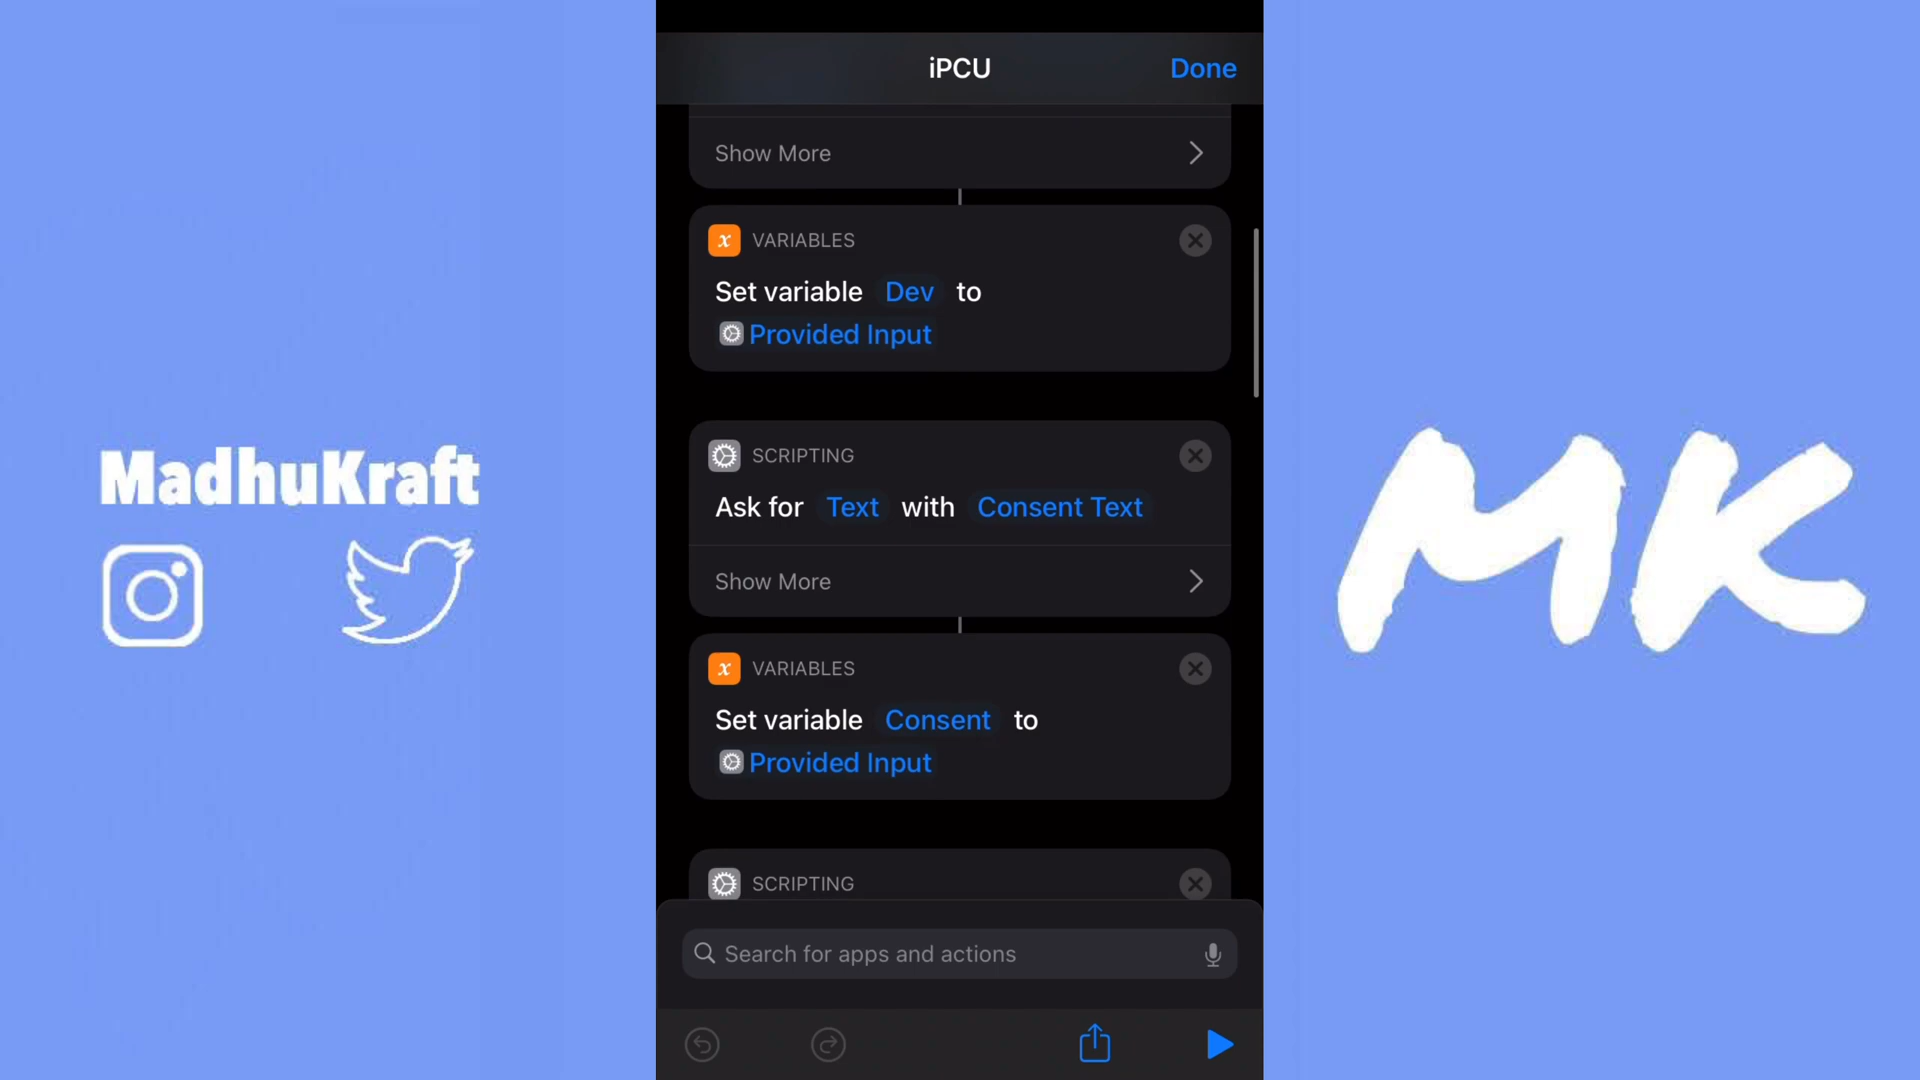 iPCU
Done
Show More
x VARIABLES
Set variable Dev to
Provided Input
SCRIPTING
Ask for Text with Consent Text
Show More
x VARIABLES
Set variable Consent to
Provided Input
SCRIPTING
Search for apps and actions
MadhuKraft
MK